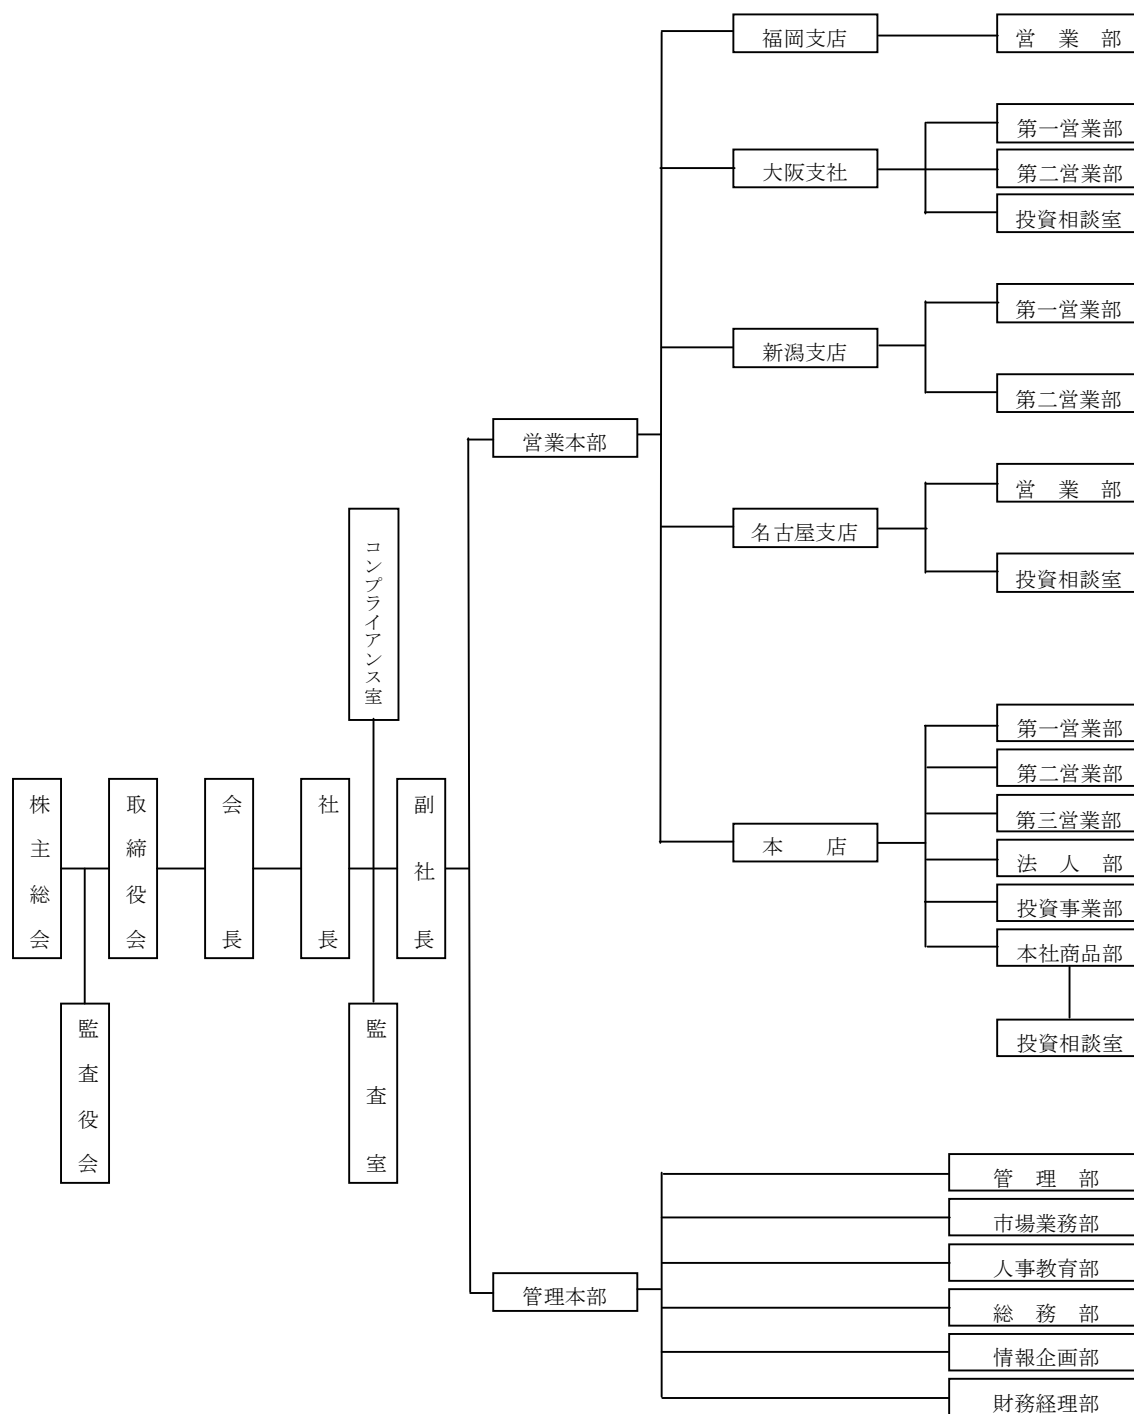 福岡支店
営　業　部
第一営業部
大阪支社
第二営業部
投資相談室
第一営業部
新潟支店
第二営業部
営業本部
営　業　部
名古屋支店
投資相談室
コンプライアンス室
第一営業部
第二営業部
第三営業部
本　　店
法　人　部
投資事業部
本社商品部
投資相談室
株主総会
取締役会
会長
社長
副社長
監査役会
監査室
管　理　部
市場業務部
人事教育部
管理本部
総　務　部
情報企画部
財務経理部